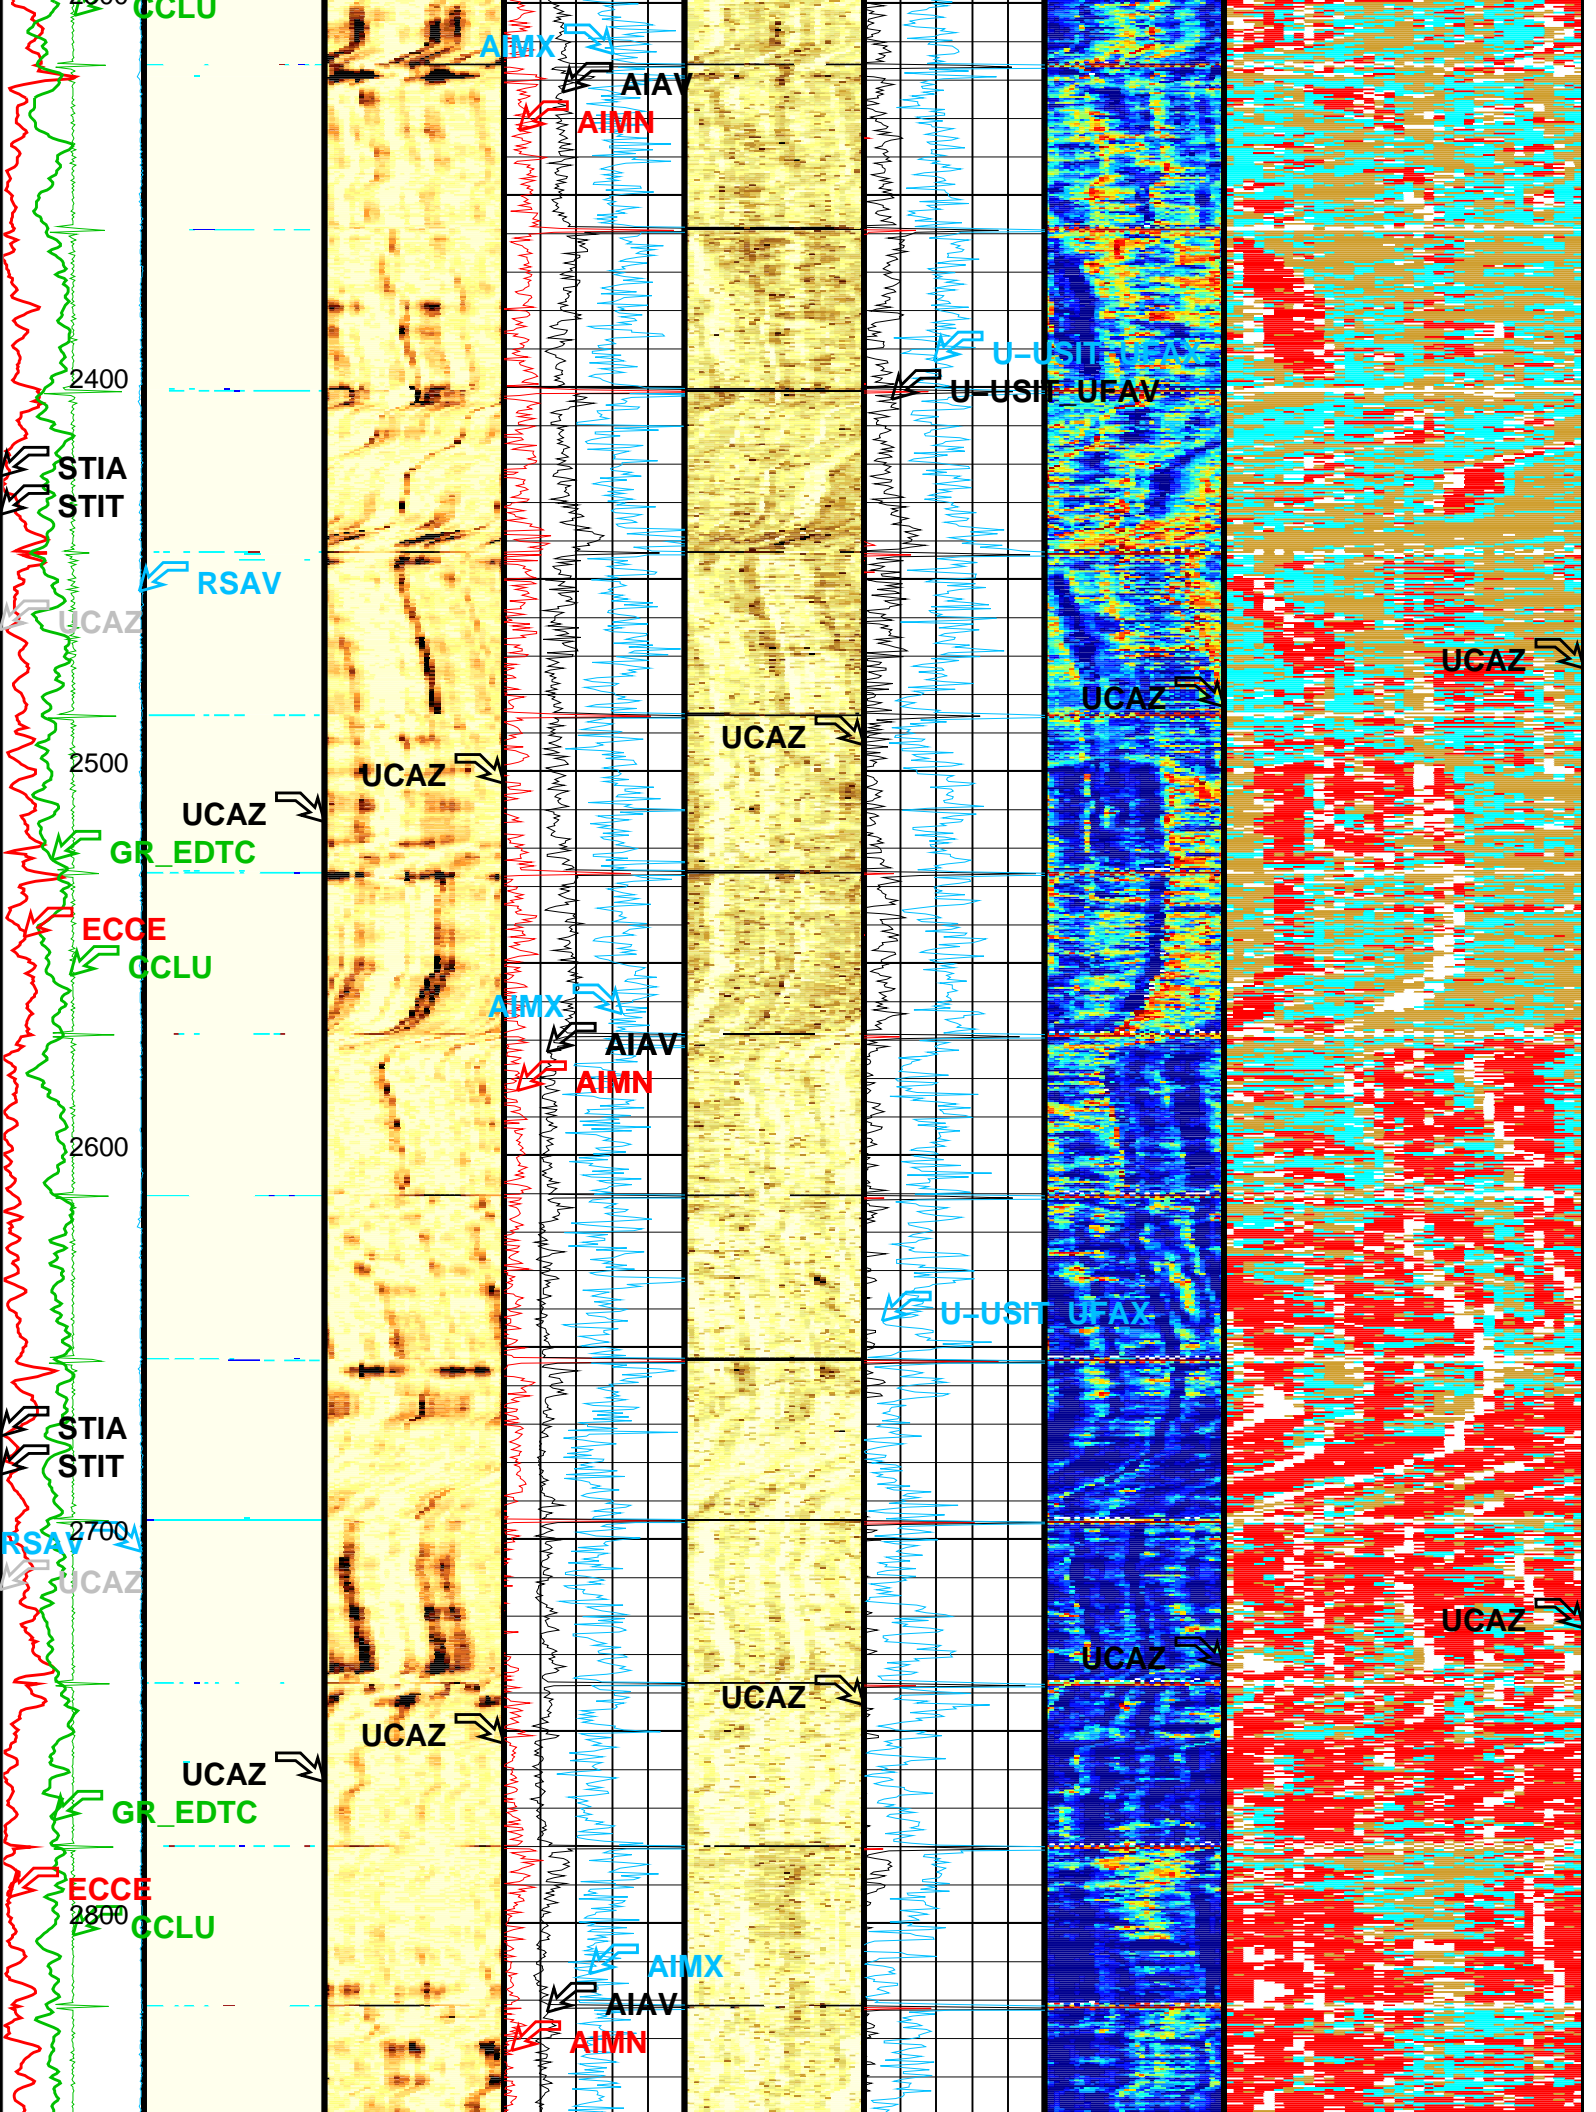 CCLU
AIMX
AIAV
AIMN
U-USIT UFAX
2400
U-USIT UFAV
STIA
STIT
RSAV
UCAZ
UCAZ
UCAZ
UCAZ
2500
UCAZ
UCAZ
GR_EDTC
ECCE
CCLU
AIMX
AIAV
AIMN
2600
U-USIT UFAX
STIA
STIT
2700
RSAV
UCAZ
UCAZ
UCAZ
UCAZ
UCAZ
UCAZ
GR_EDTC
ECCE
2800
CCLU
AIMX
AIAV
AIMN